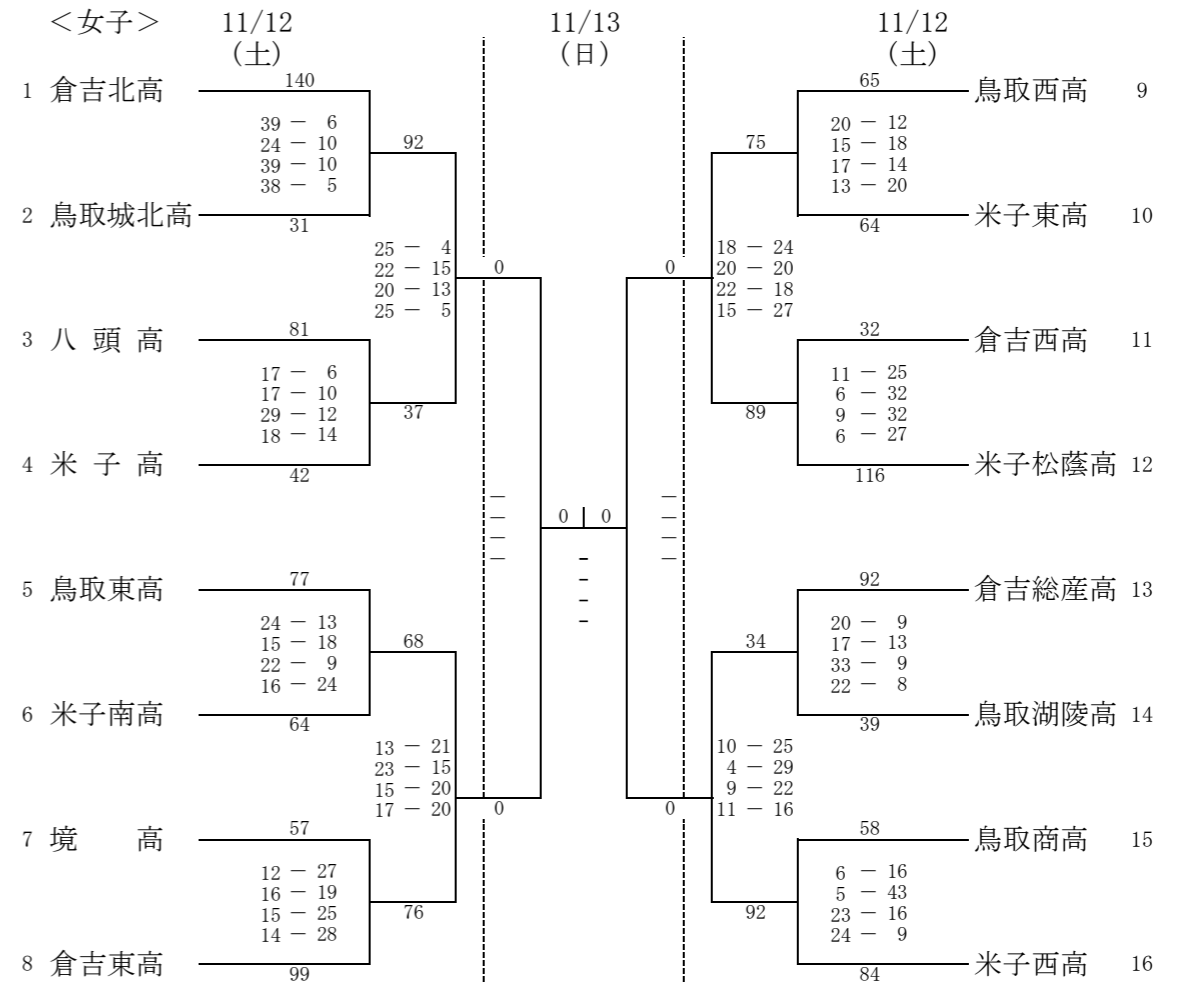 ＜女子＞ 11/12 11/13 11/12
(土) (日) (土)
1 倉吉北高 140 65 鳥取西高 9
39 － 6 20 － 12
24 － 10 92 75 15 － 18
39 － 10 17 － 14
38 － 5 13 － 20
2 鳥取城北高 31 64 米子東高 10
25 － 4 18 － 24
22 － 15 0 0 20 － 20
20 － 13 22 － 18
25 － 5 15 － 27
3 八頭高 81 32 倉吉西高 11
17 － 6 11 － 25
17 － 10 6 － 32
29 － 12 37 89 9 － 32
18 － 14 6 － 27
4 米子高 42 116 米子松蔭高 12
－ －
－ 0 | 0 －
－ －
－ - －
-
-
-
5 鳥取東高 77 92 倉吉総産高 13
24 － 13 20 － 9
15 － 18 68 34 17 － 13
22 － 9 33 － 9
16 － 24 22 － 8
6 米子南高 64 39 鳥取湖陵高 14
13 － 21 10 － 25
23 － 15 4 － 29
15 － 20 9 － 22
17 － 20 0 0 11 － 16
7 境高 57 58 鳥取商高 15
12 － 27 6 － 16
16 － 19 5 － 43
15 － 25 76 92 23 － 16
14 － 28 24 － 9
8 倉吉東高 99 84 米子西高 16